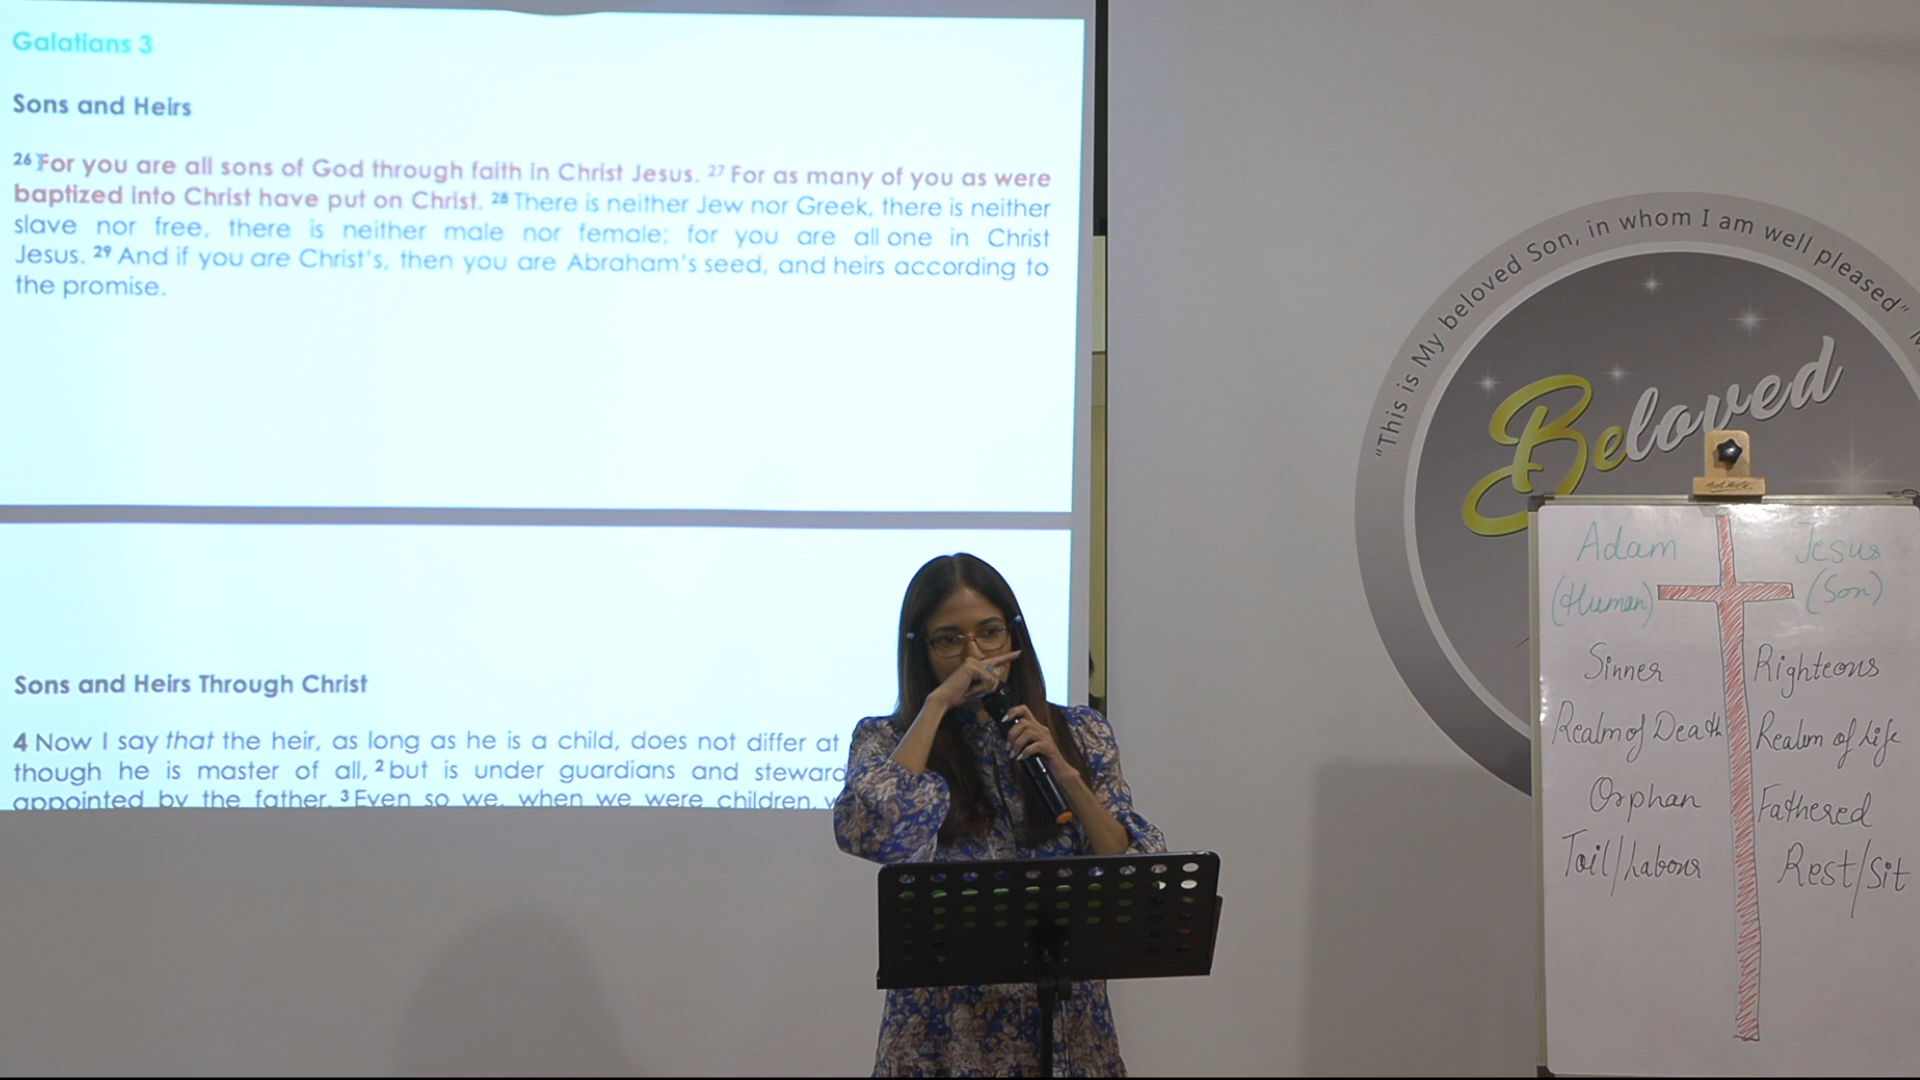 Galatians 3
Sons and Heirs
26 For you are all sons of God through faith in Christ Jesus. 27 For as many of you as were
baptized into Christ have put on Christ. 28 There is neither Jew nor Greek, there is neither
slave nor free, there is neither male nor female; for you are all one in Christ
Jesus. 29 And if you are Christ's, then you are Abraham's seed, and heirs according to
the promise.
Sons and Heirs Through Christ
4 Now I say that the heir, as long as he is a child, does not differ at
though he is master of all, 2 but is under guardians and steward
appointed by the father. 3 Even so we, when we were children,
"This is My beloved Son, in whom I am well pleased"
Beloved
Adam
Jesus
(Human)
(Son)
Sinner
Righteous
Realm of Death
Realm of Life
Orphan
Fathered
Toil/Labour
Rest/Sit